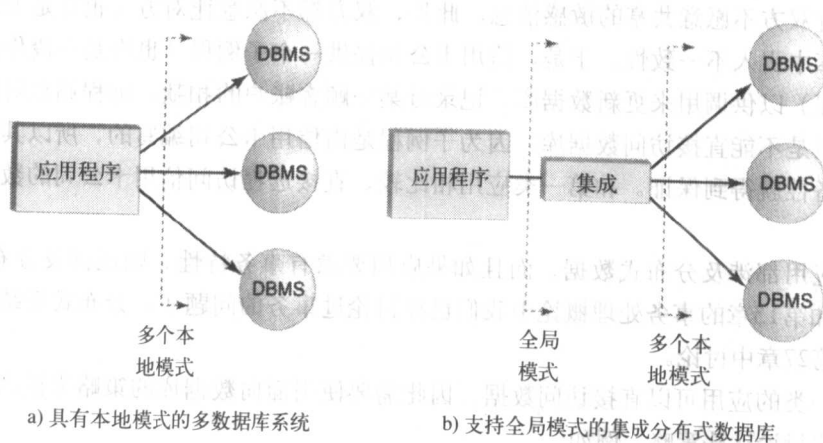 DBMS
应用程序
DBMS
DBMS
多个本
地模式
a) 具有本地模式的多数据库系统
DBMS
应用程序
集成
DBMS
DBMS
全局
模式
多个本
地模式
b) 支持全局模式的集成分布式数据库